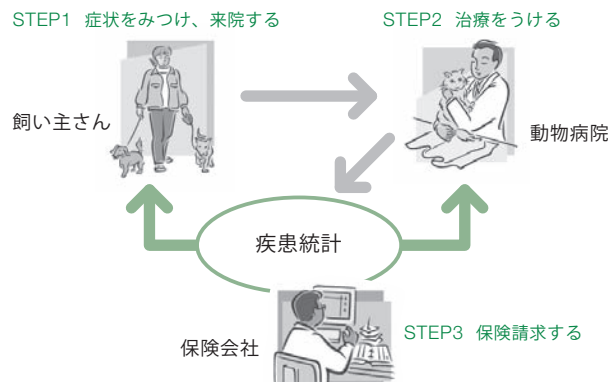 STEP1 症状をみつけ、来院する
STEP2 治療をうける
飼い主さん
動物病院
疾患統計
保険会社
STEP3 保険請求する